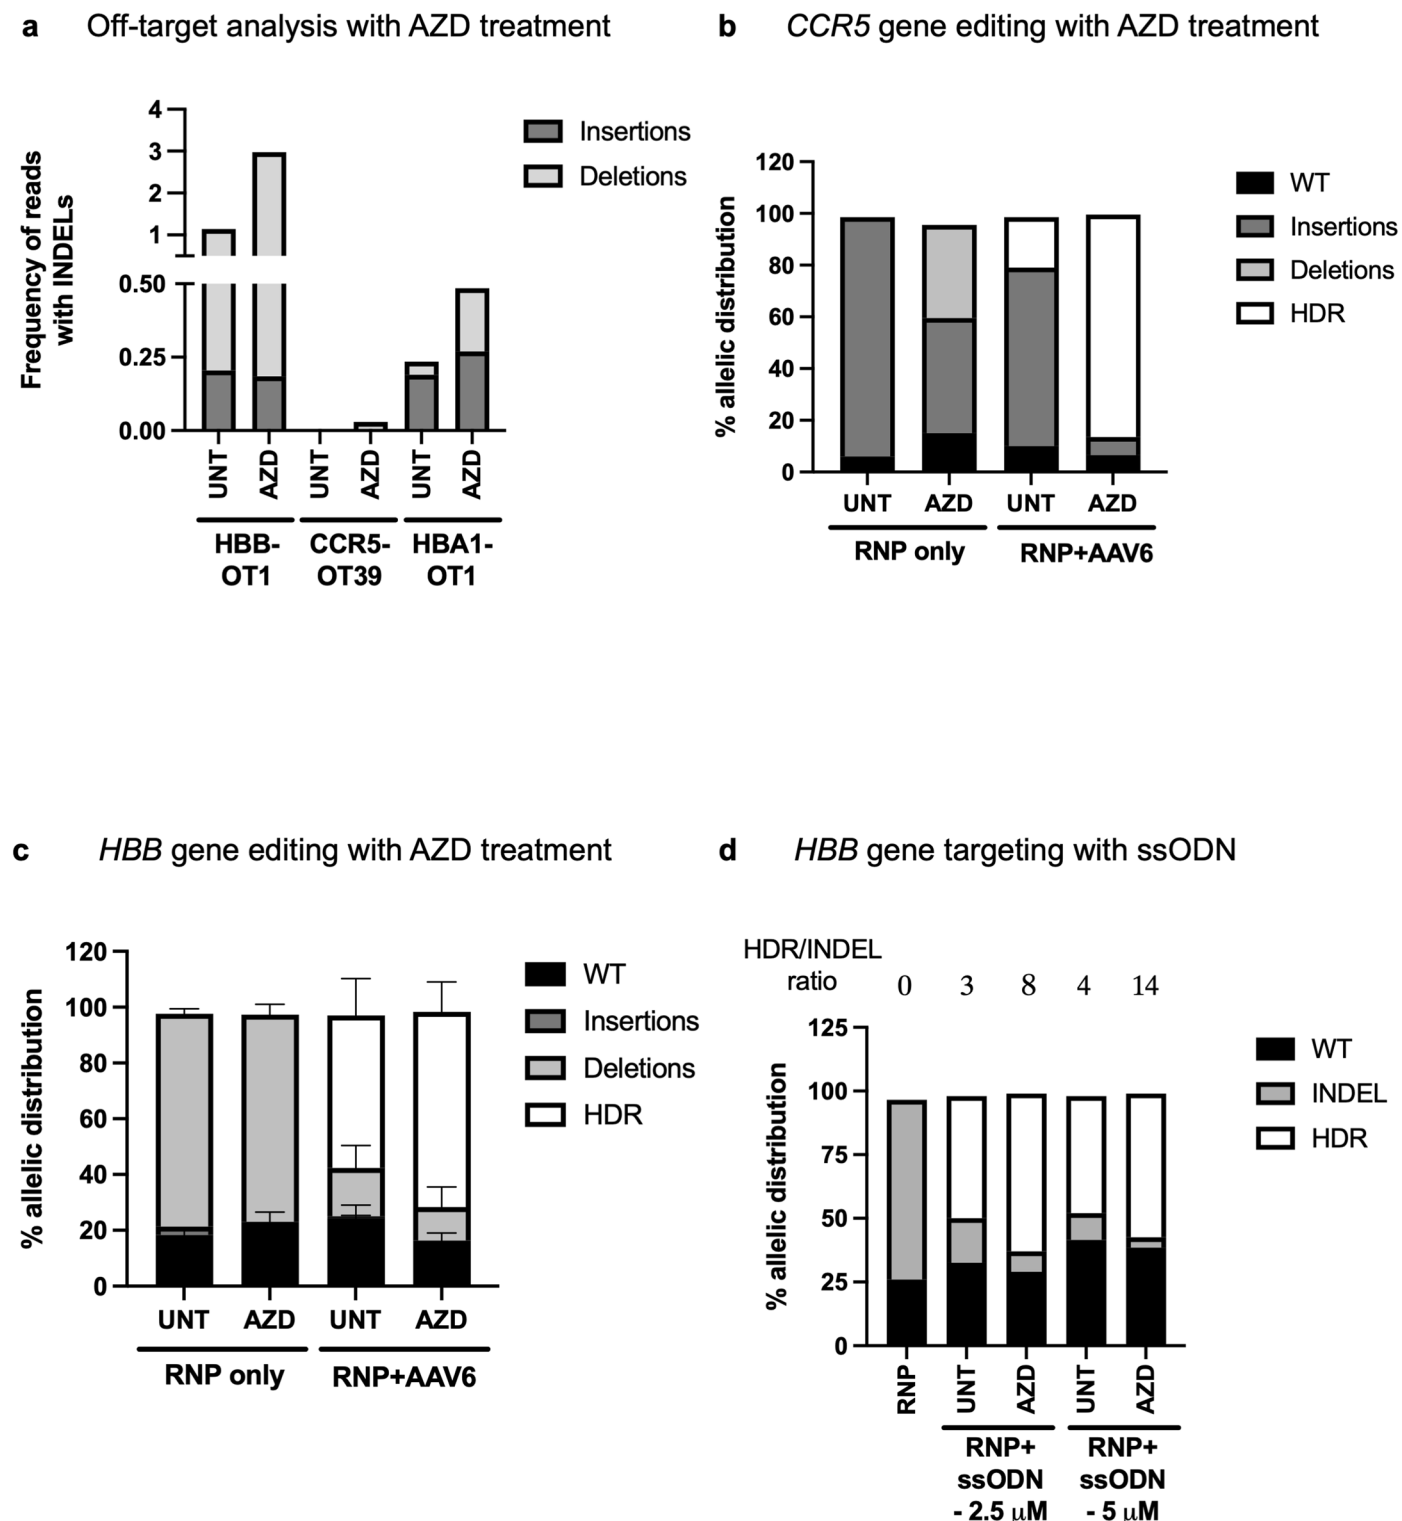 a Off-target analysis with AZD treatment
Frequency of reads
with INDELs
4
3
2
1
0.50
0.25
0.00
Insertions
Deletions
UNT AZD UNT AZD UNT AZD
HBB- CCR5- HBA1-
OT1 OT39 OT1
b CCR5 gene editing with AZD treatment
% allelic distribution
120
100
80
60
40
20
0
WT
Insertions
Deletions
HDR
UNT AZD UNT AZD
RNP only RNP+AAV6
c HBB gene editing with AZD treatment
% allelic distribution
120
100
80
60
40
20
0
WT
Insertions
Deletions
HDR
UNT AZD UNT AZD
RNP only RNP+AAV6
d HBB gene targeting with ssODN
HDR/INDEL
ratio 0 3 8 4 14
% allelic distribution
125
100
75
50
25
0
WT
INDEL
HDR
RNP UNT AZD UNT AZD
RNP+ RNP+
ssODN ssODN
- 2.5 μM - 5 μM